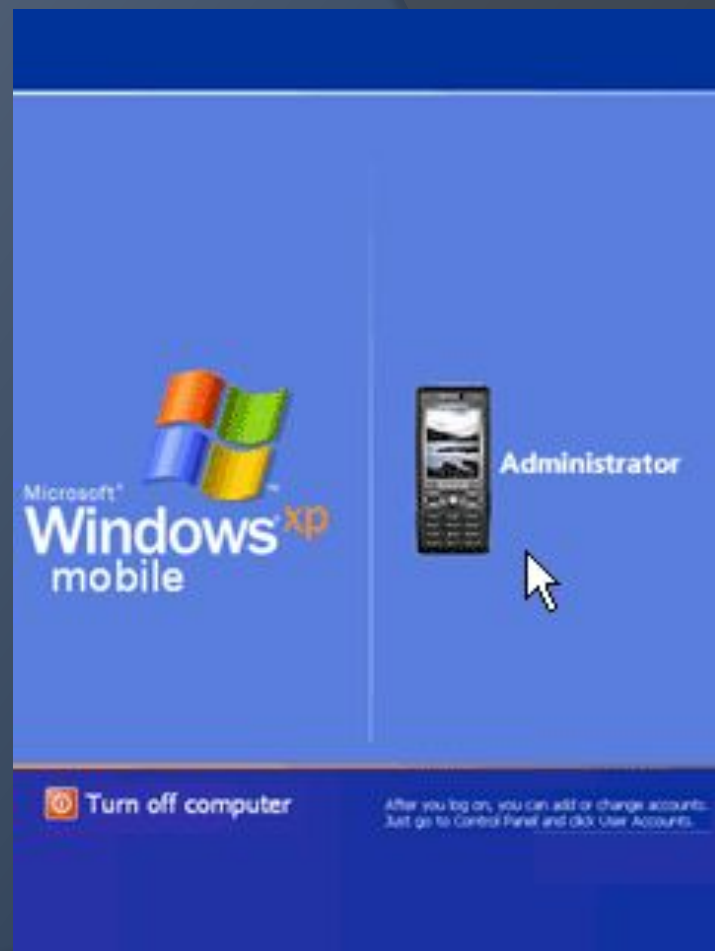 Microsoft®
Windows xp
mobile
™
Administrator
Turn off computer
After you log on, you can add or change accounts.
Just go to Control Panel and click User Accounts.